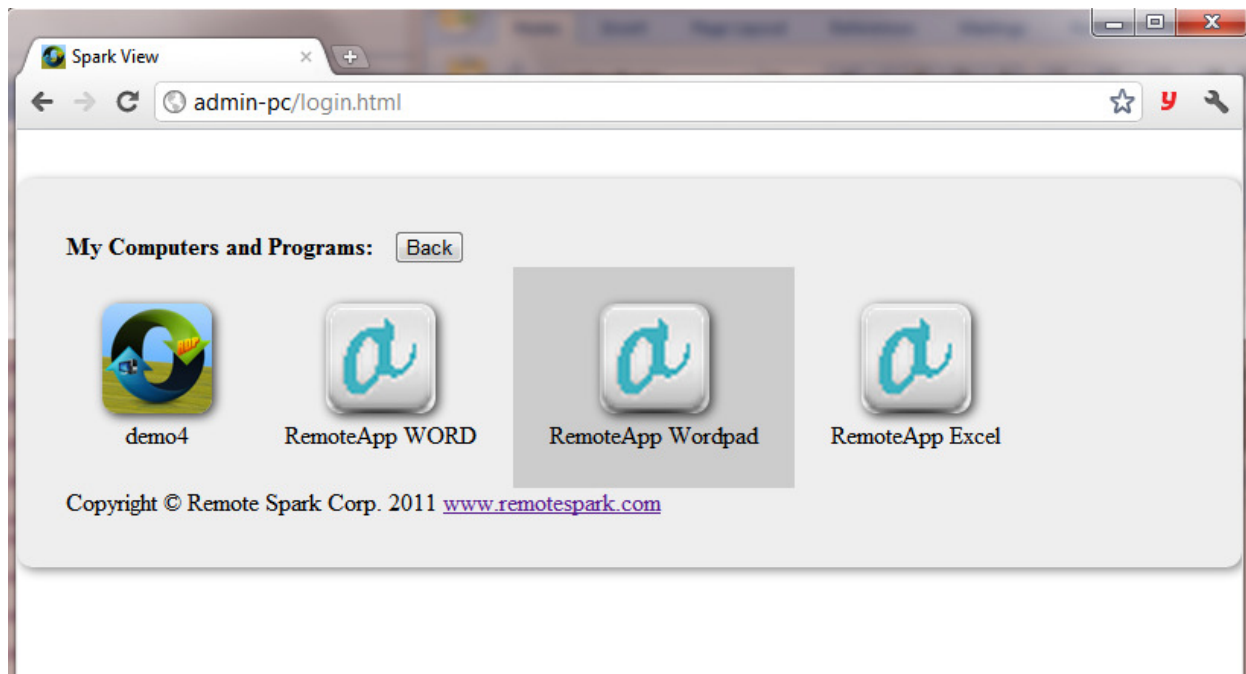 Spark View
admin-pc/login.html
My Computers and Programs: Back
demo4 RemoteApp WORD RemoteApp Wordpad RemoteApp Excel
Copyright © Remote Spark Corp. 2011 www.remotespark.com